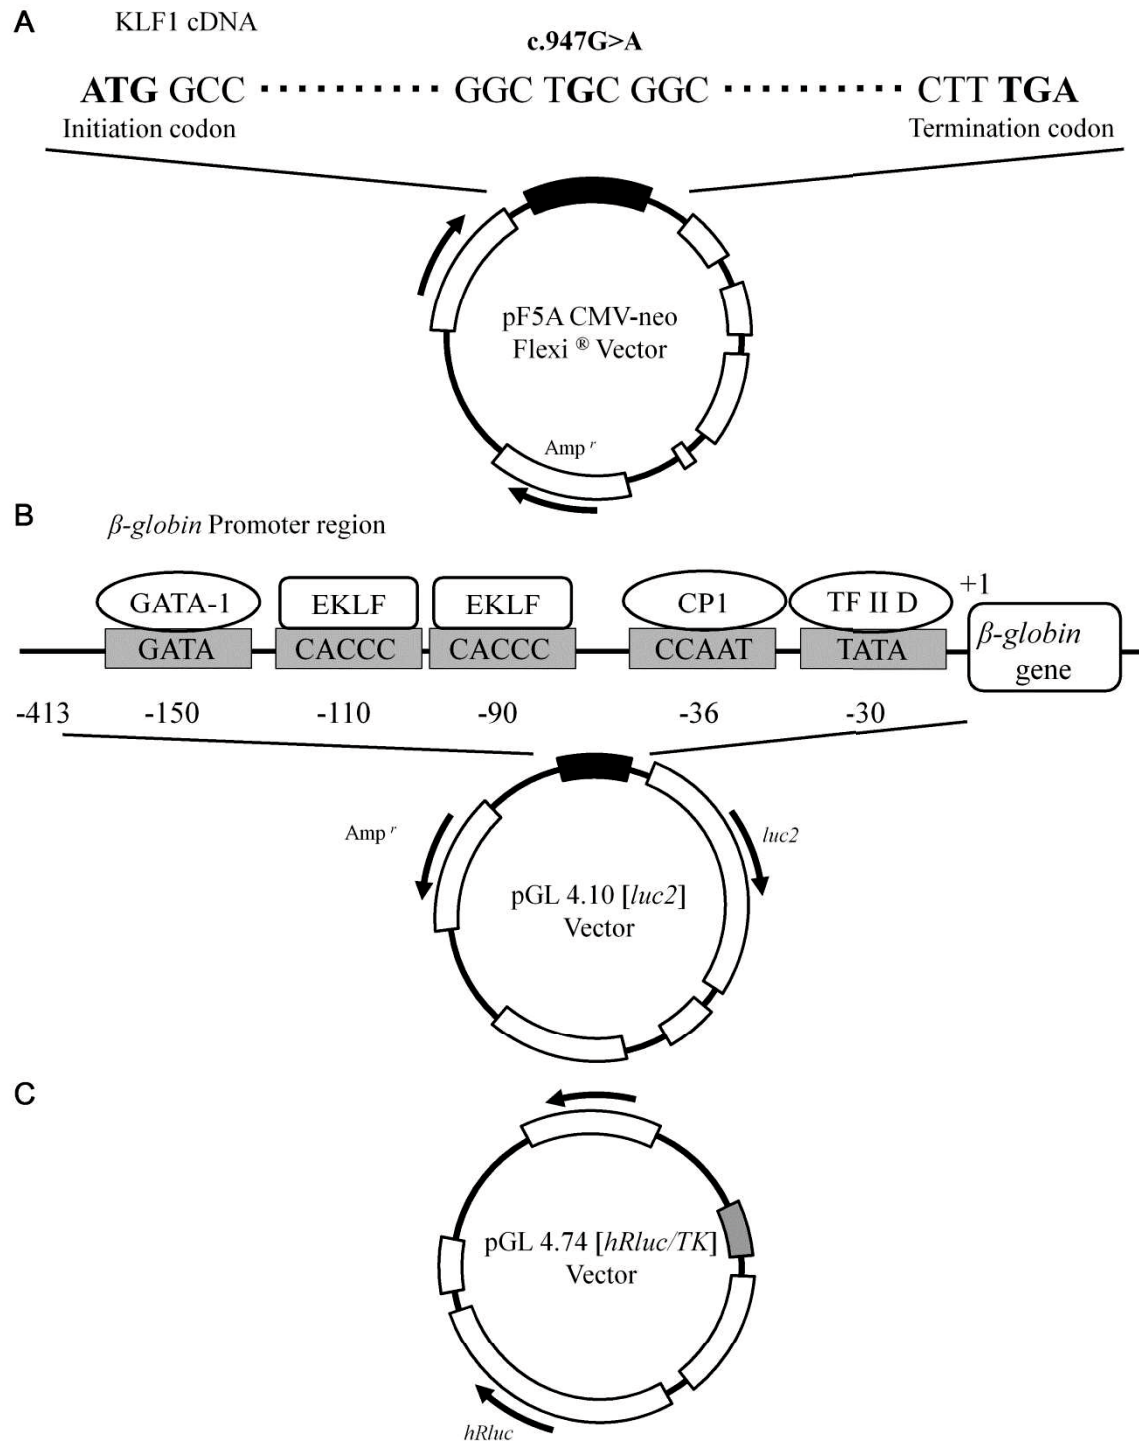 A
KLF1 cDNA
c.947G>A
ATG GCC ·········· GGC TGC GGC ·········· CTT TGA
Initiation codon
Termination codon
pF5A CMV-neo
Flexi ® Vector
Amp r
B
β-globin Promoter region
GATA-1 EKLF EKLF CP1 TF II D +1
GATA CACCC CACCC CCAAT TATA
β-globin
gene
-413 -150 -110 -90 -36 -30
Amp r
luc2
pGL 4.10 [luc2]
Vector
C
pGL 4.74 [hRluc/TK]
Vector
hRluc